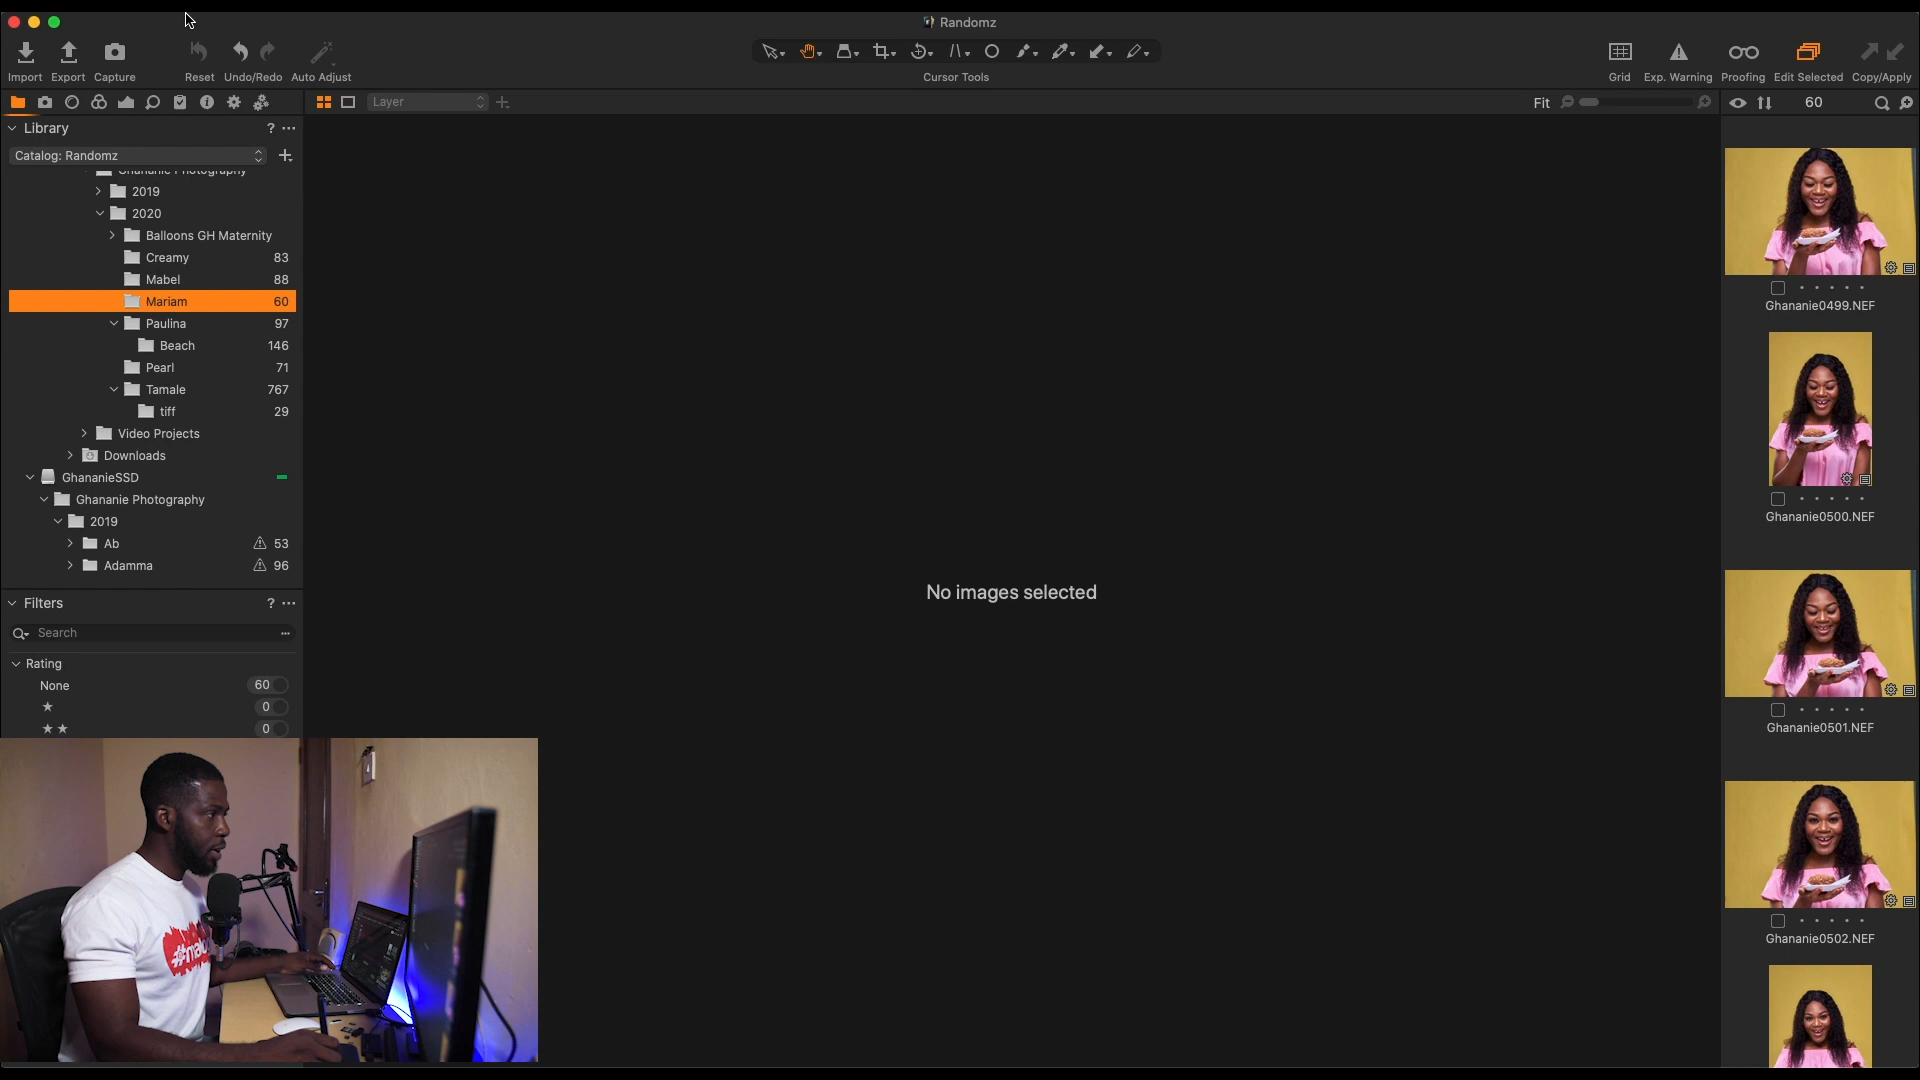 Randomz
Import
Export
Capture
Reset
Undo/Redo
Auto Adjust
Cursor Tools
Grid
Exp. Warning
Proofing
Edit Selected
Copy/Apply
Layer
Fit
60
Library
? ···
Catalog: Randomz
Ghananie Photography
2019
2020
Balloons GH Maternity
Creamy 83
Mabel 88
Mariam 60
Paulina 97
Beach 146
Pearl 71
Tamale 767
tiff 29
Video Projects
Downloads
GhananieSSD
Ghananie Photography
2019
Ab 53
Adamma 96
Filters
? ···
Search
Rating
None 60
★ 0
★★ 0
No images selected
Ghananie0499.NEF
Ghananie0500.NEF
Ghananie0501.NEF
Ghananie0502.NEF